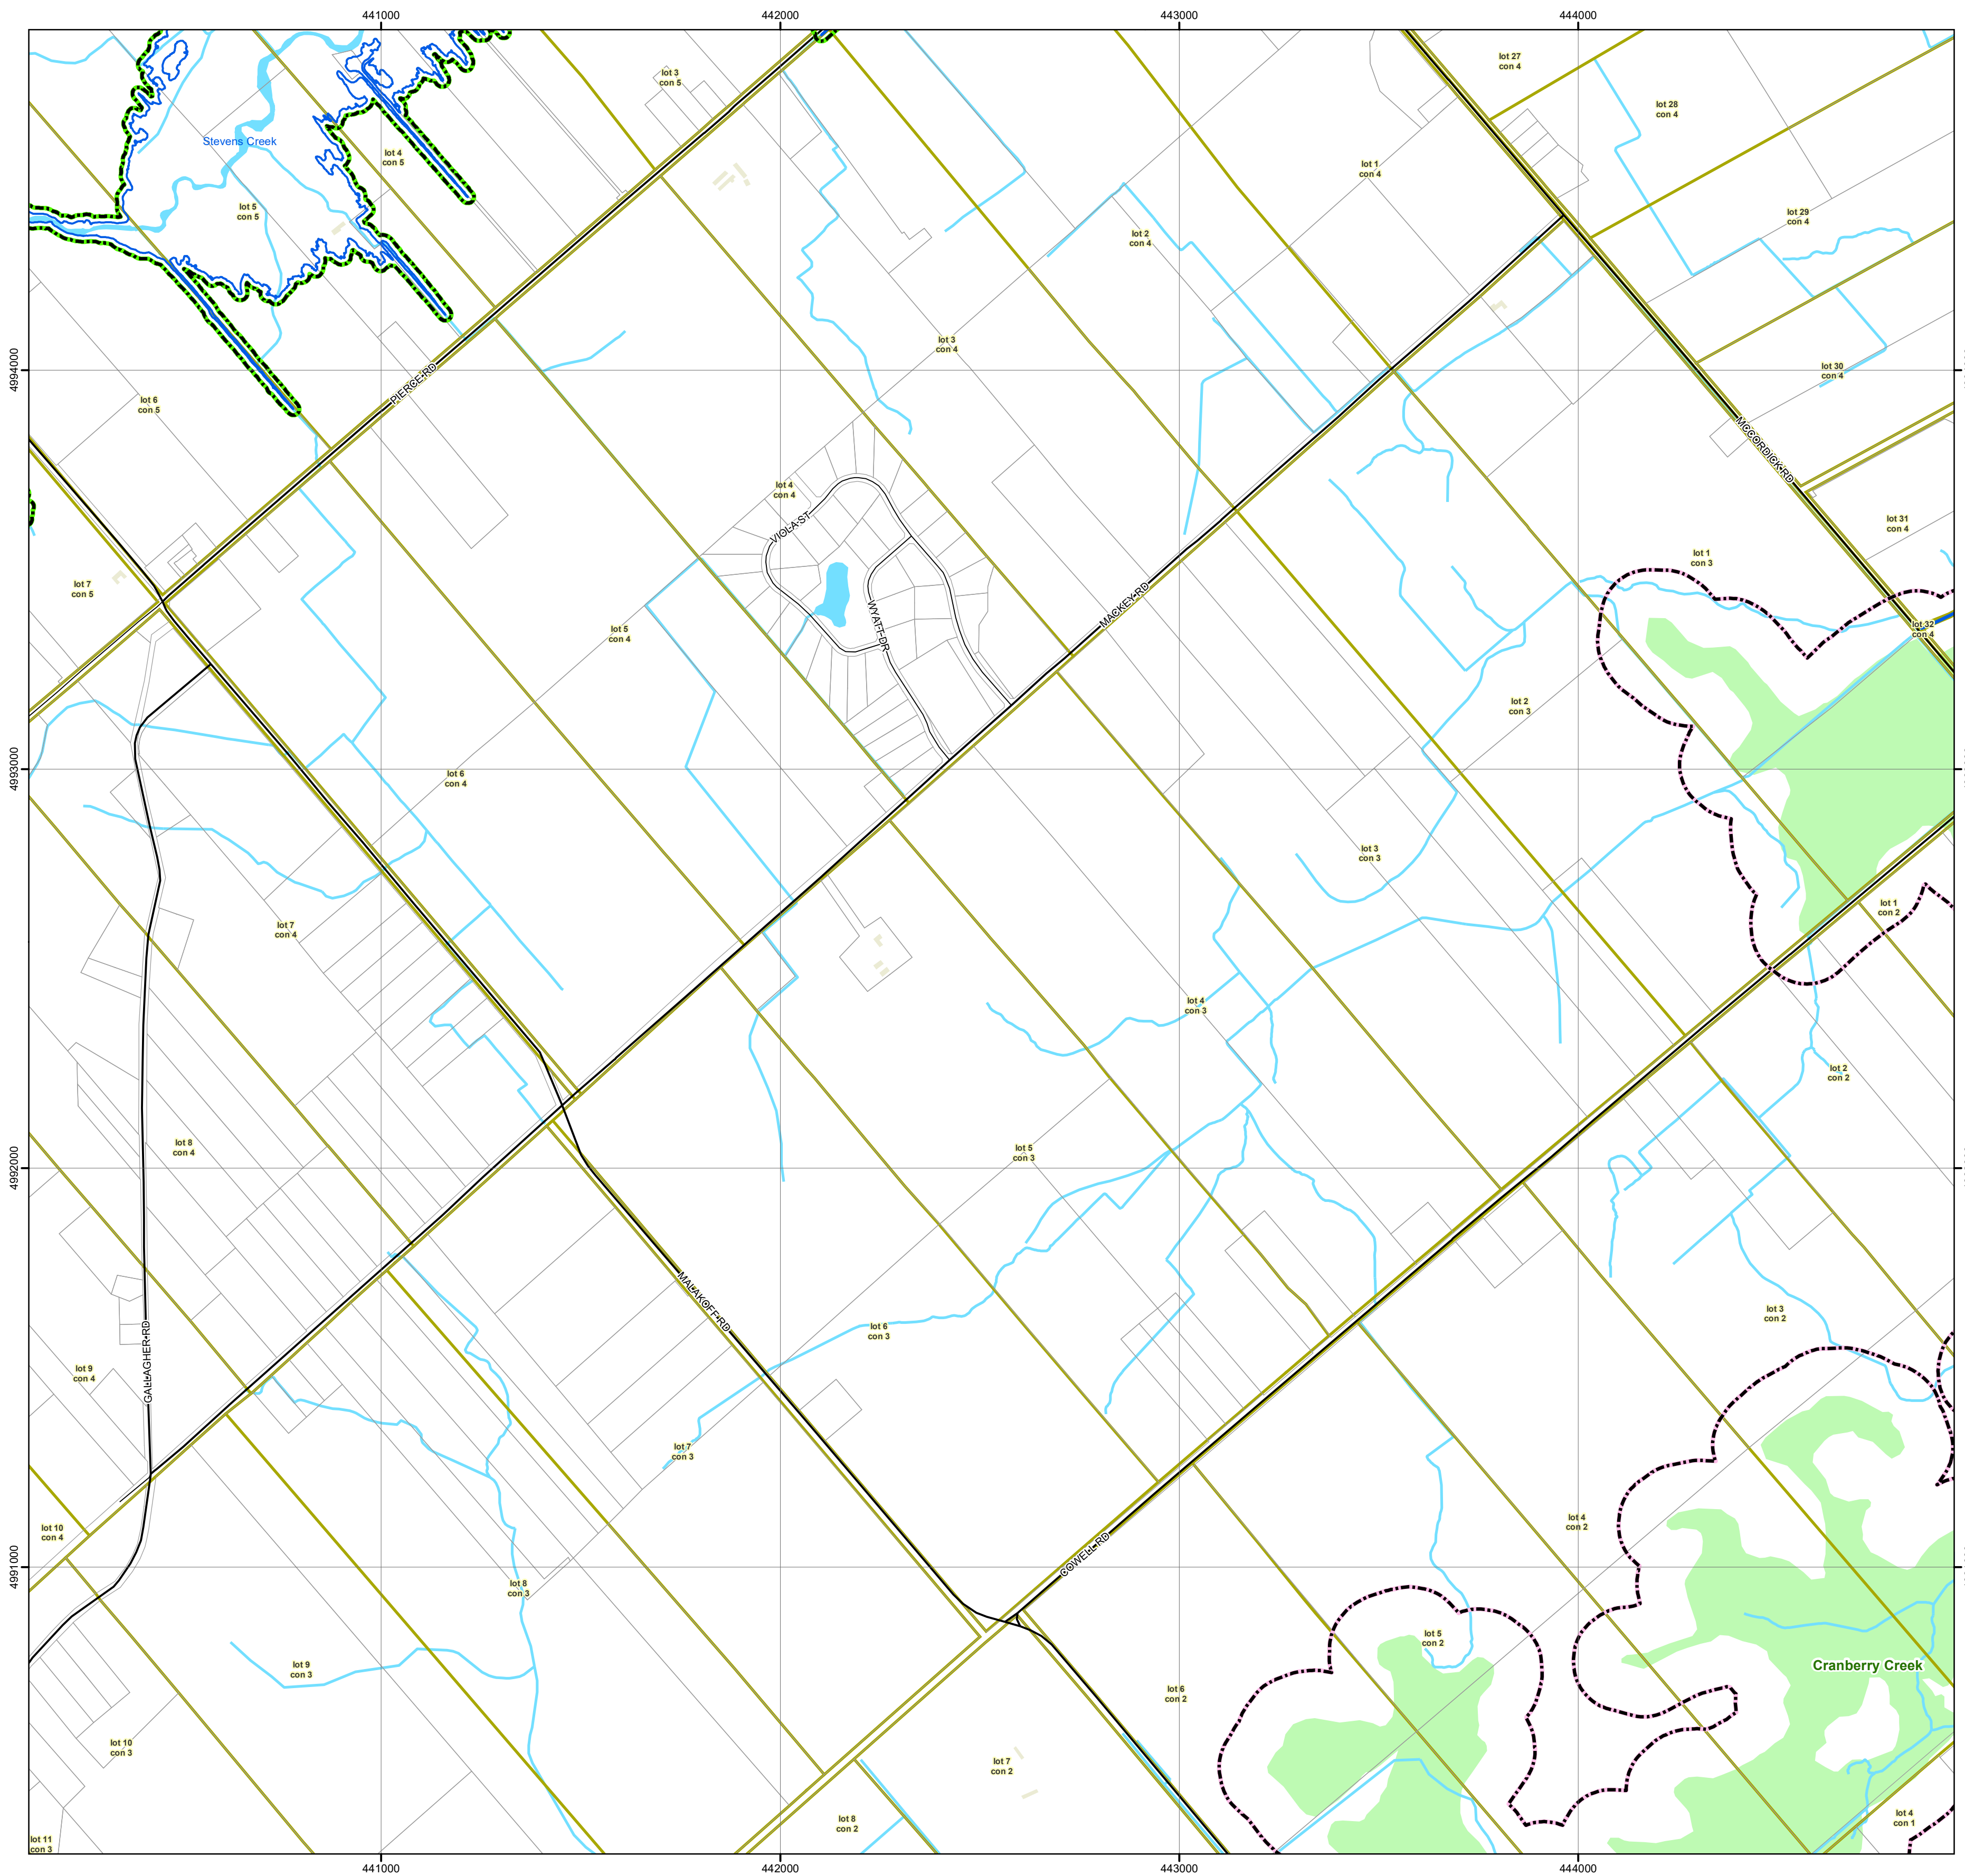 441000
442000
443000
444000
lot 27
con 4
lot 3
con 5
lot 28
con 4
Stevens Creek
lot 4
con 5
lot 1
con 4
lot 5
con 5
lot 29
con 4
lot 2
con 4
lot 3
con 4
4994000
PIERCE RD
lot 30
con 4
lot 6
con 5
MCCORDICK RD
lot 4
con 4
VIOLA ST
lot 31
con 4
lot 1
con 3
lot 7
con 5
MACKEY RD
WYATT DR
lot 5
con 4
lot 32
con 4
lot 2
con 3
4993000
lot 6
con 4
lot 3
con 3
lot 1
con 2
lot 7
con 4
lot 4
con 3
lot 2
con 2
4992000
lot 8
con 4
lot 5
con 3
MALAKOFF RD
lot 3
con 2
lot 6
con 3
GALLAGHER RD
lot 9
con 4
lot 7
con 3
lot 4
con 2
lot 10
con 4
4991000
COWELL RD
lot 8
con 3
lot 5
con 2
Cranberry Creek
lot 9
con 3
lot 6
con 2
lot 10
con 3
lot 7
con 2
lot 8
con 2
lot 4
con 1
lot 11
con 3
441000
442000
443000
444000